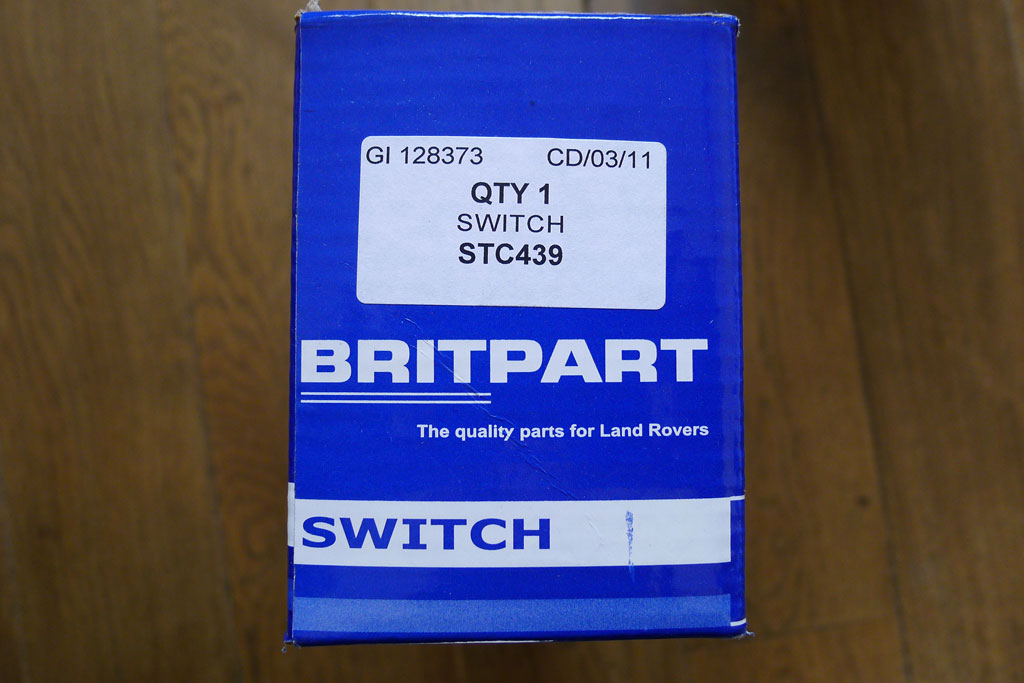 GI 128373 CD/03/11
QTY 1
SWITCH
STC439
BRITPART
The quality parts for Land Rovers
SWITCH